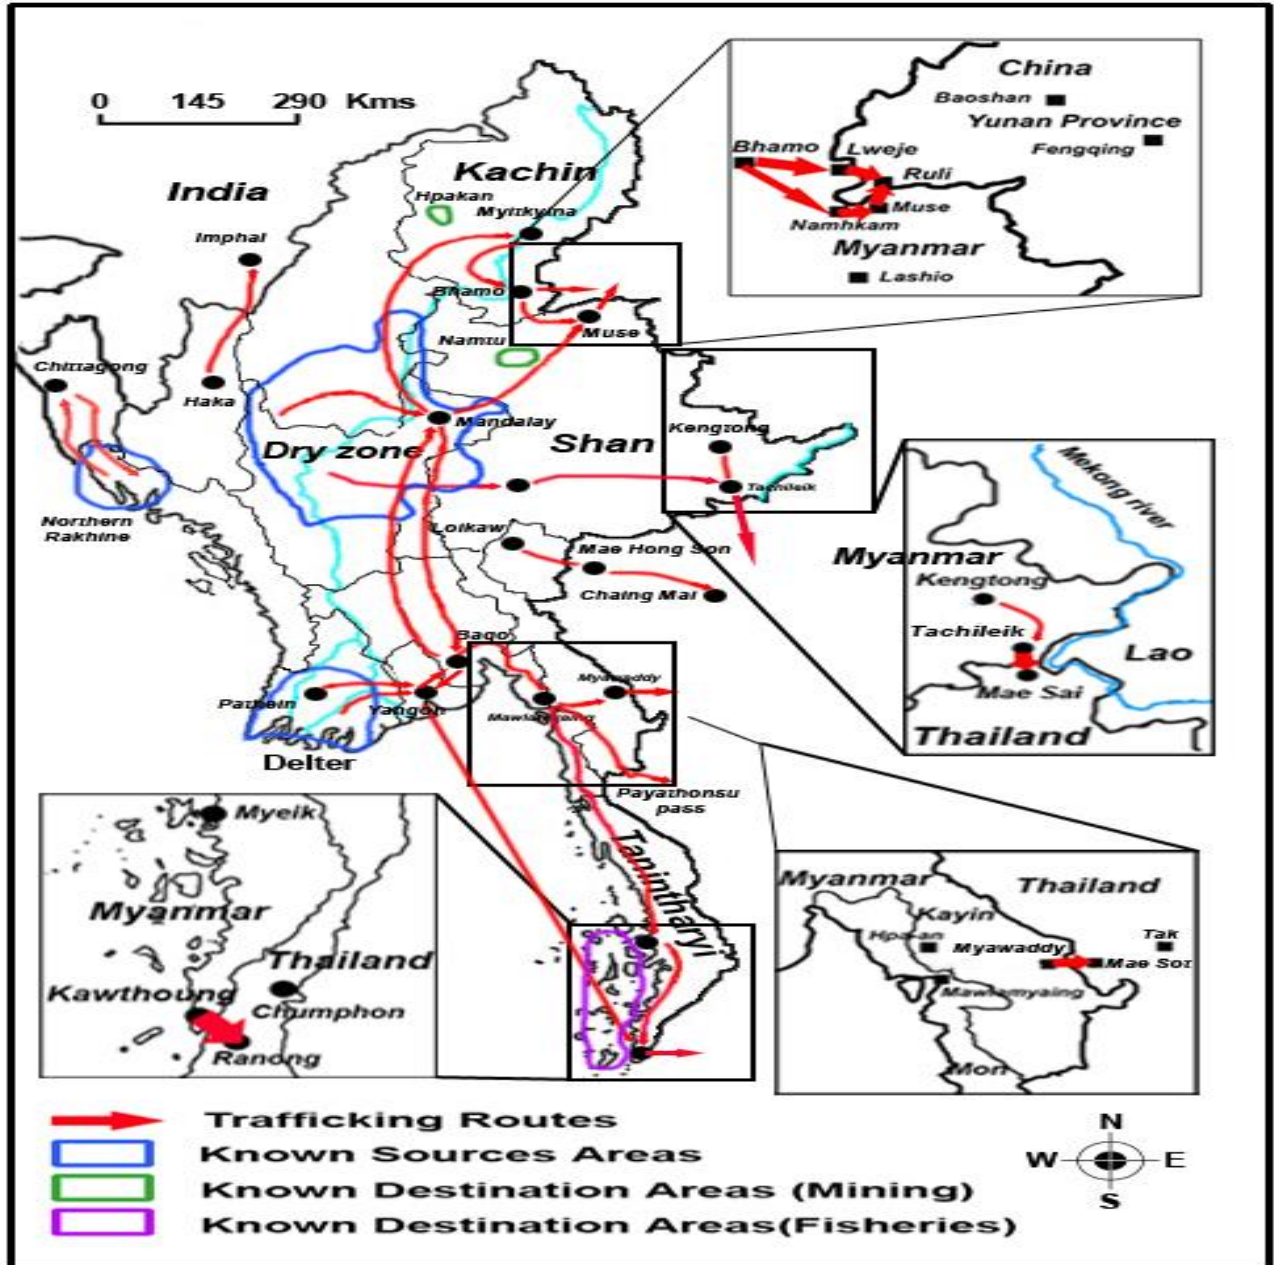 0 145 290 Kms
India
Kachin
Hpakan
Myitkyina
Imphal
Bhamo
Muse
Namtu
Chittagong
Haka
Mandalay
Dry zone
Shan
Kengtong
Tachileik
Northern
Rakhine
Loikaw
Mae Hong Son
Chaing Mai
Bago
Pathein
Yangon
Myawaddy
Delter
Payathonsu
pass
Tanintharyi
China
Baoshan
Yunan Province
Fengqing
Bhamo
Lweje
Ruli
Muse
Namhkam
Myanmar
Lashio
Mekong river
Myanmar
Kengtong
Tachileik
Lao
Mae Sai
Thailand
Myeik
Myanmar
Thailand
Kawthoung
Chumphon
Ranong
Myanmar
Thailand
Kayin
Myawaddy
Tak
Mae Sot
Mawlamyaing
Mon
Trafficking Routes
Known Sources Areas
Known Destination Areas (Mining)
Known Destination Areas(Fisheries)
N
W E
S